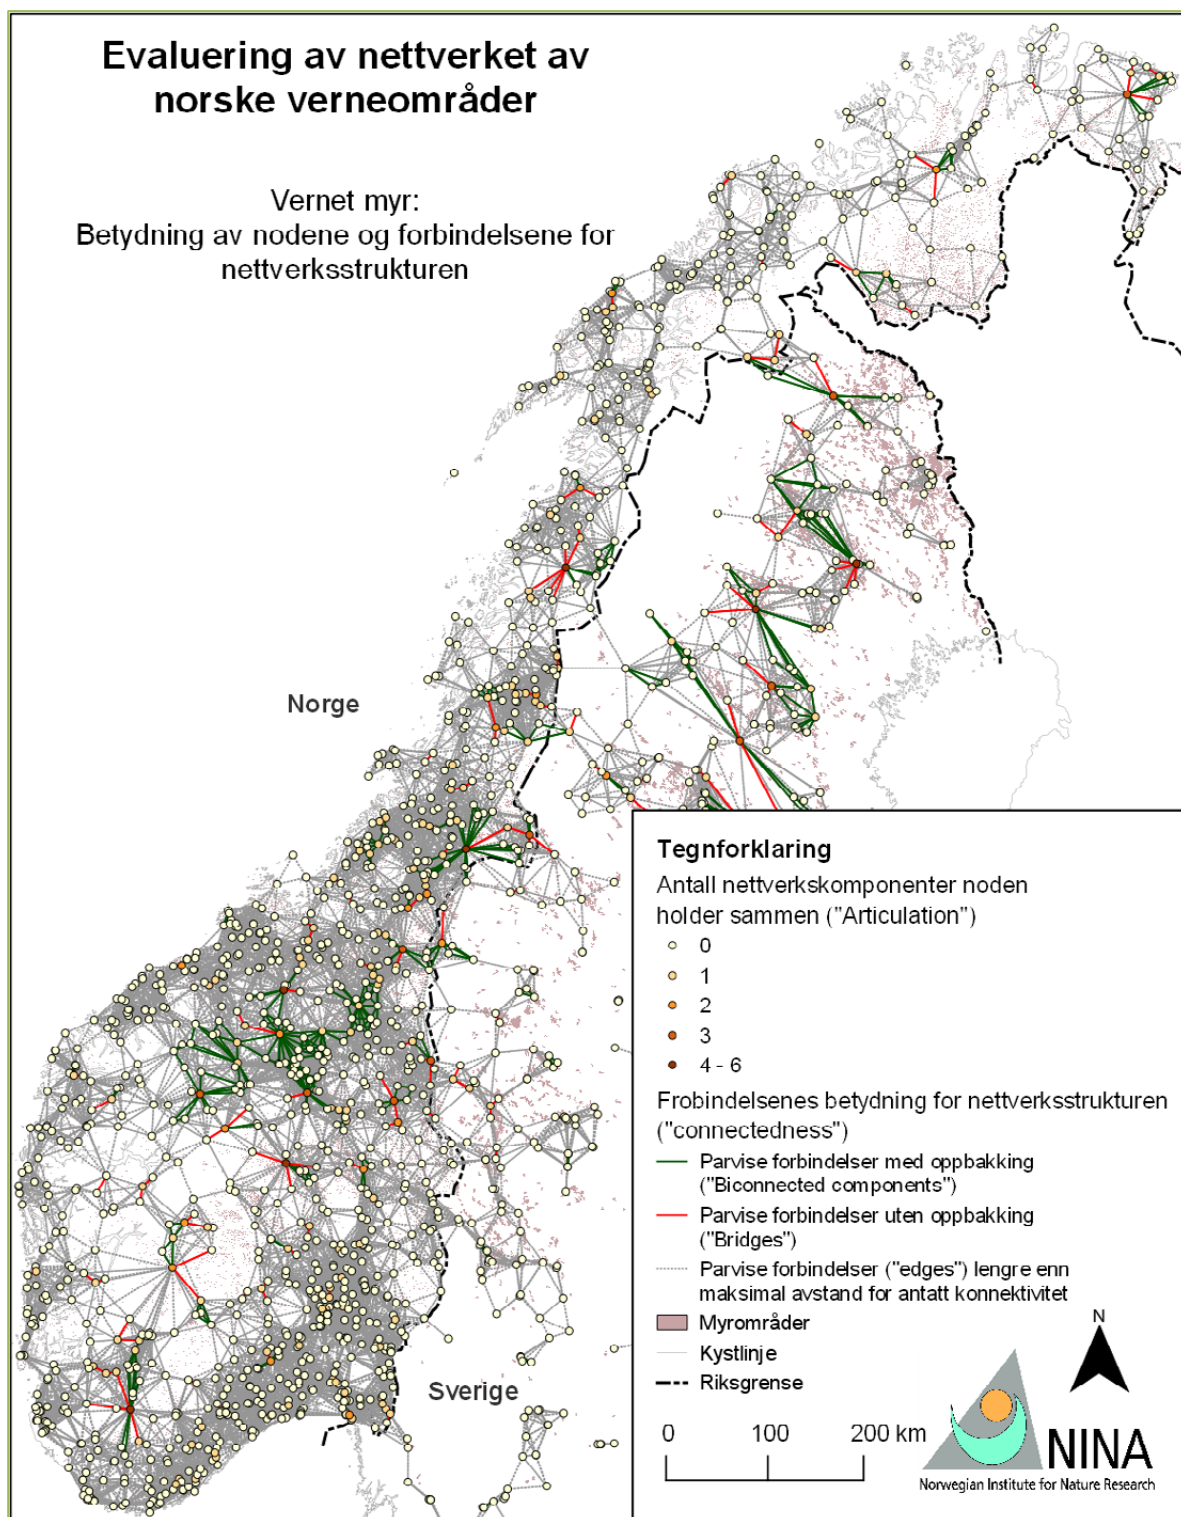 Evaluering av nettverket av
norske verneområder
Vernet myr:
Betydning av nodene og forbindelsene for
nettverksstrukturen
Norge
Sverige
Tegnforklaring
Antall nettverkskomponenter noden
holder sammen ("Articulation")
0
1
2
3
4 - 6
Frobindelsenes betydning for nettverksstrukturen
("connectedness")
Parvise forbindelser med oppbakking
("Biconnected components")
Parvise forbindelser uten oppbakking
("Bridges")
Parvise forbindelser ("edges") lengre enn
maksimal avstand for antatt konnektivitet
Myrområder
Kystlinje
Riksgrense
N
0 100 200 km
NINA
Norwegian Institute for Nature Research